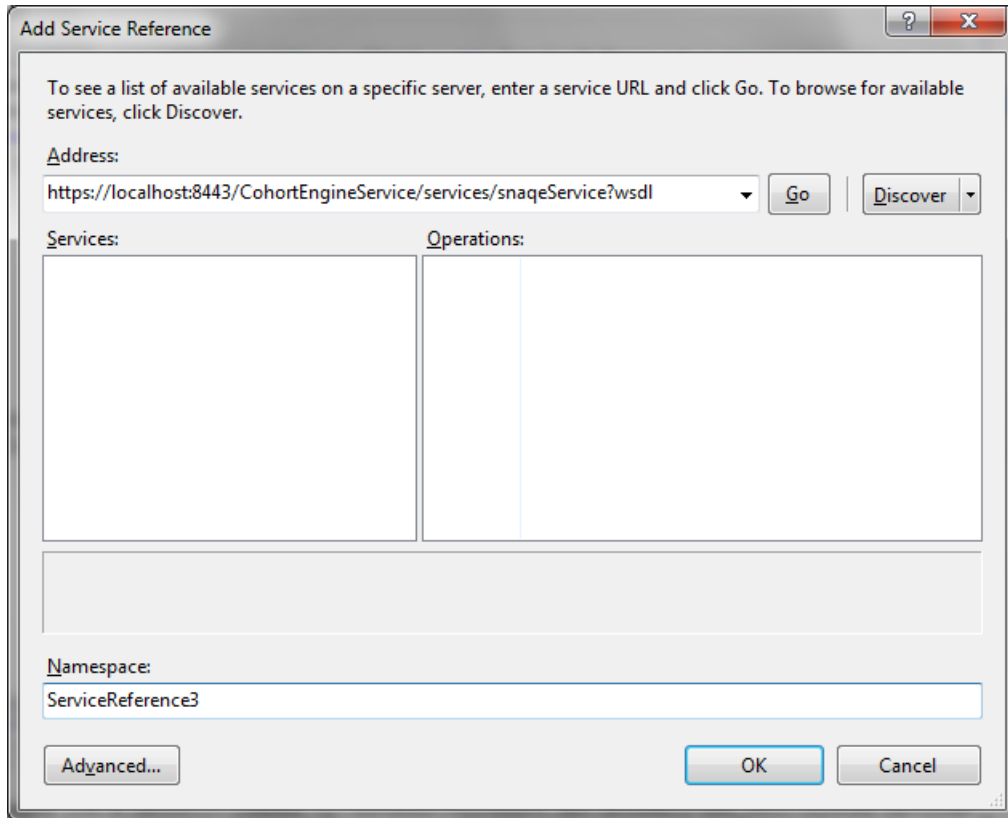 Add Service Reference
To see a list of available services on a specific server, enter a service URL and click Go. To browse for available
services, click Discover.
Address:
https://localhost:8443/CohortEngineService/services/snaqeService?wsdl Go Discover
Services: Operations:
Namespace:
ServiceReference3
Advanced... OK Cancel